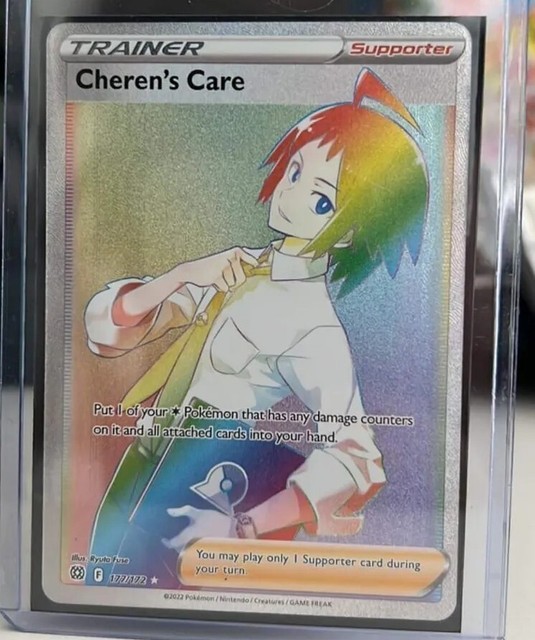 TRAINER Supporter
Cheren's Care
Put 1 of your Pokémon that has any damage counters
on it and all attached cards into your hand.
Illus. Ryuta Fuse
F 177/172
You may play only 1 Supporter card during
your turn.
©2022 Pokémon / Nintendo / Creatures / GAME FREAK